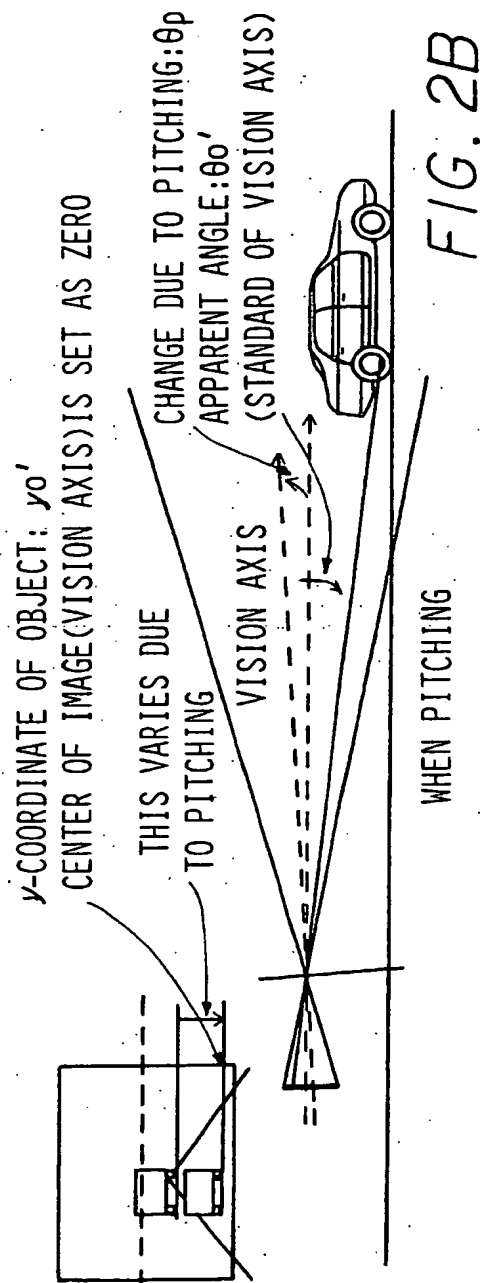 y-COORDINATE OF OBJECT: yo'
CENTER OF IMAGE(VISION AXIS)IS SET AS ZERO
THIS VARIES DUE
TO PITCHING
VISION AXIS
CHANGE DUE TO PITCHING:θp
APPARENT ANGLE:θo'
(STANDARD OF VISION AXIS)
WHEN PITCHING
FIG. 2B